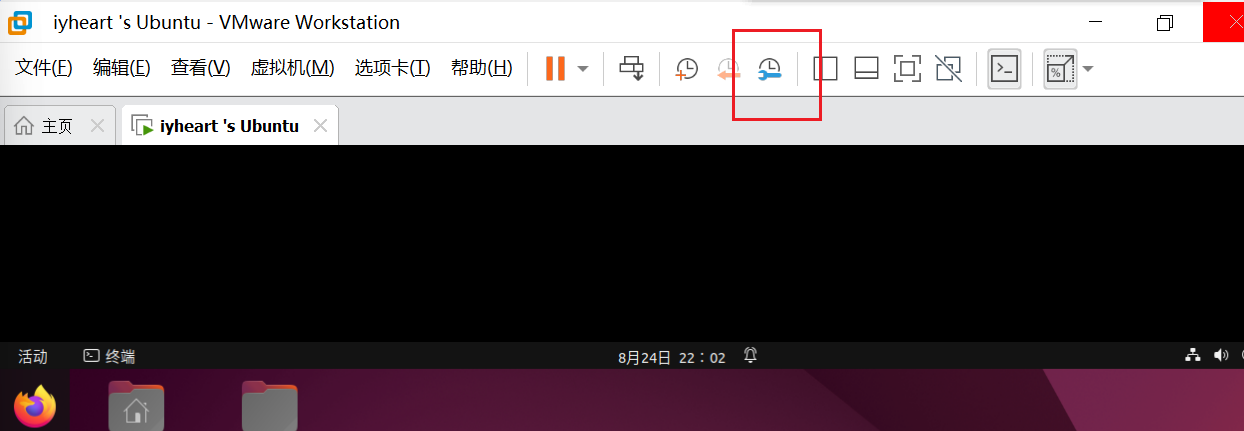 iyheart 's Ubuntu - VMware Workstation
文件(F) 编辑(E) 查看(V) 虚拟机(M) 选项卡(T) 帮助(H)
主页 iyheart 's Ubuntu
活动 终端 8月24日 22：02